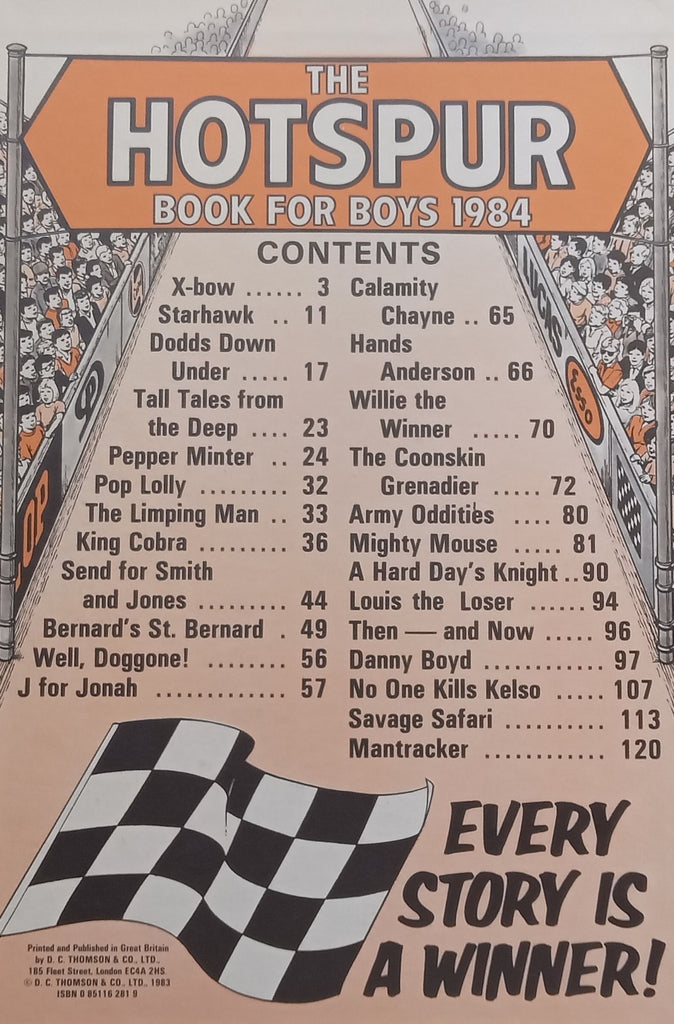 THE
HOTSPUR
BOOK FOR BOYS 1984
CONTENTS
X-bow ...... 3
Starhawk .. 11
Dodds Down
Under ..... 17
Tall Tales from
the Deep .... 23
Pepper Minter .. 24
Pop Lolly ......... 32
The Limping Man .. 33
King Cobra ......... 36
Send for Smith
and Jones ......... 44
Bernard's St. Bernard . 49
Well, Doggone! ........ 56
J for Jonah ............. 57
Calamity
Chayne .. 65
Hands
Anderson .. 66
Willie the
Winner ..... 70
The Coonskin
Grenadier ..... 72
Army Oddities .... 80
Mighty Mouse ..... 81
A Hard Day's Knight .. 90
Louis the Loser ...... 94
Then — and Now ..... 96
Danny Boyd ........... 97
No One Kills Kelso ..... 107
Savage Safari .......... 113
Mantracker ............ 120
LUCAS
Esso
OP
EVERY
STORY IS
A WINNER!
Printed and Published in Great Britain
by D. C. THOMSON & CO., LTD.,
185 Fleet Street, London EC4A 2HS.
© D. C. THOMSON & CO., LTD., 1983
ISBN 0 85116 281 9